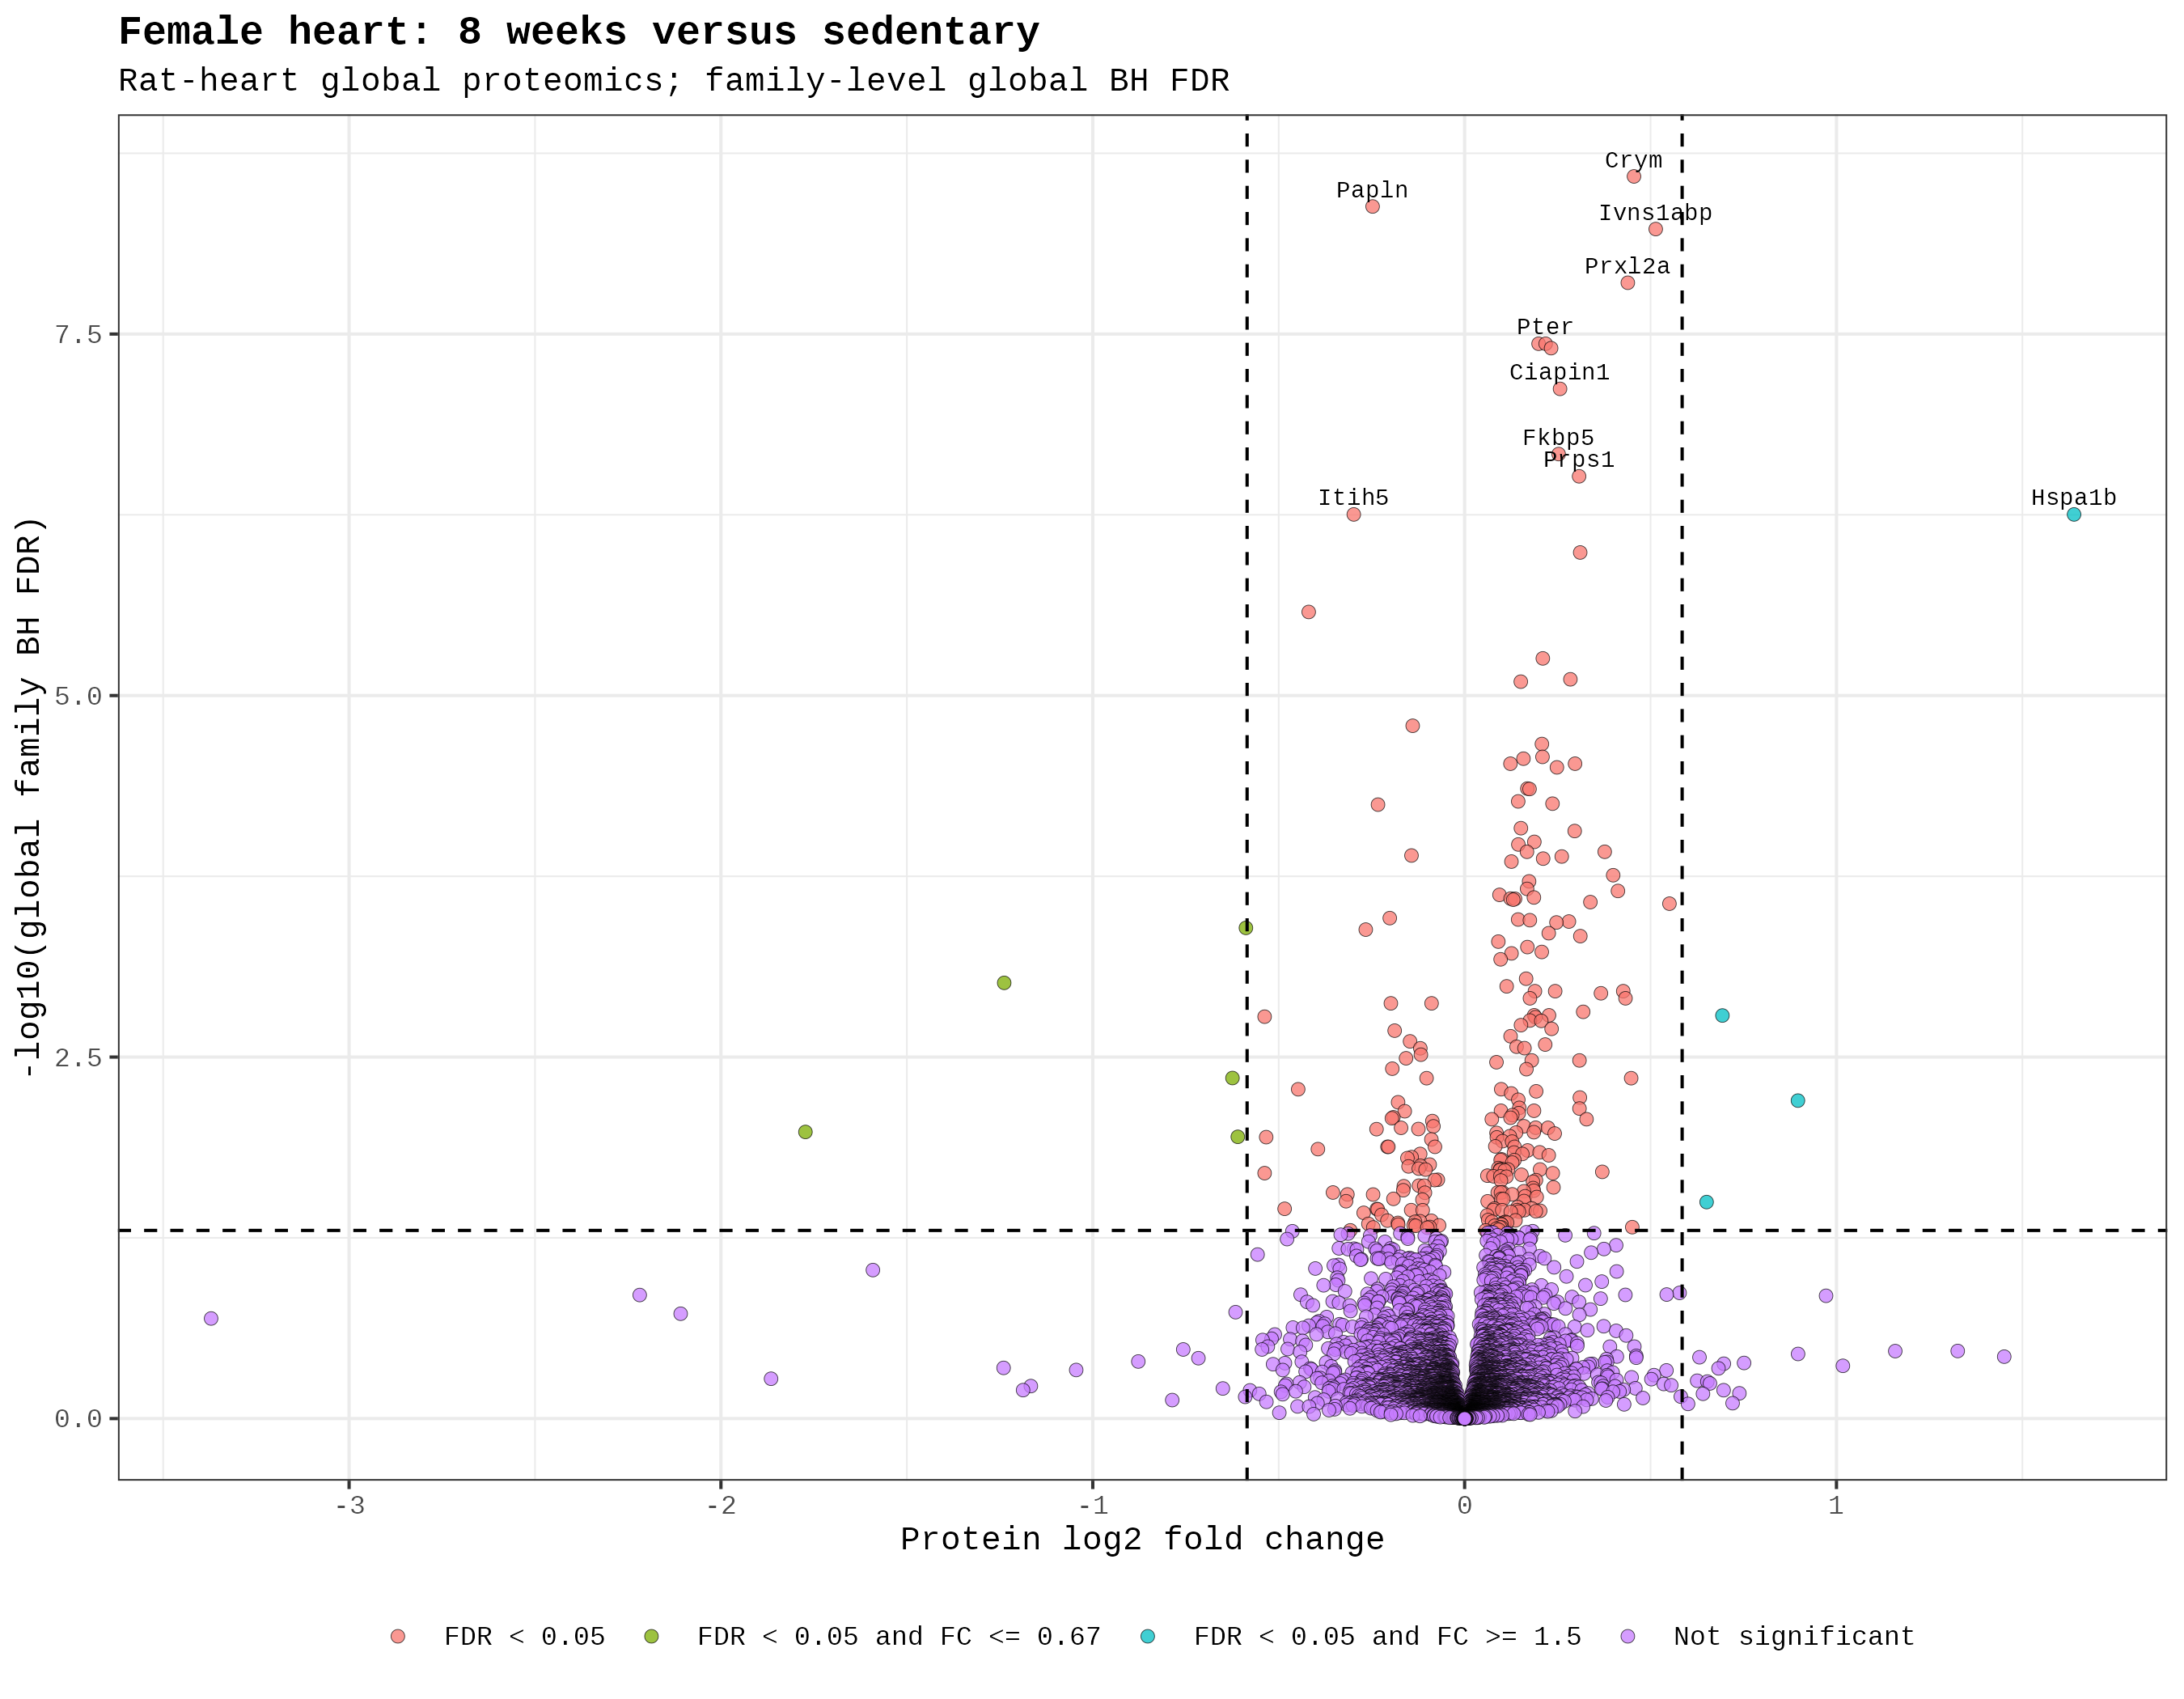 Female heart: 8 weeks versus sedentary
Rat-heart global proteomics; family-level global BH FDR
Crym
Papln
Ivns1abp
Prxl2a
Pter
Ciapin1
Fkbp5
Prps1
Itih5
Hspa1b
-log10(global family BH FDR)
7.5
5.0
2.5
0.0
-3
-2
-1
0
1
Protein log2 fold change
FDR < 0.05
FDR < 0.05 and FC <= 0.67
FDR < 0.05 and FC >= 1.5
Not significant